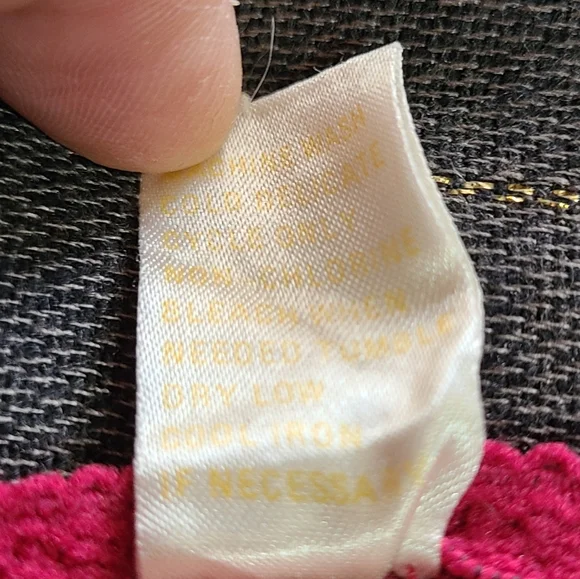 MACHINE WASH
COLD DELICATE
CYCLE ONLY
NON-CHLORINE
BLEACH WHEN
NEEDED TUMBLE
DRY LOW
COOL IRON
IF NECESSARY